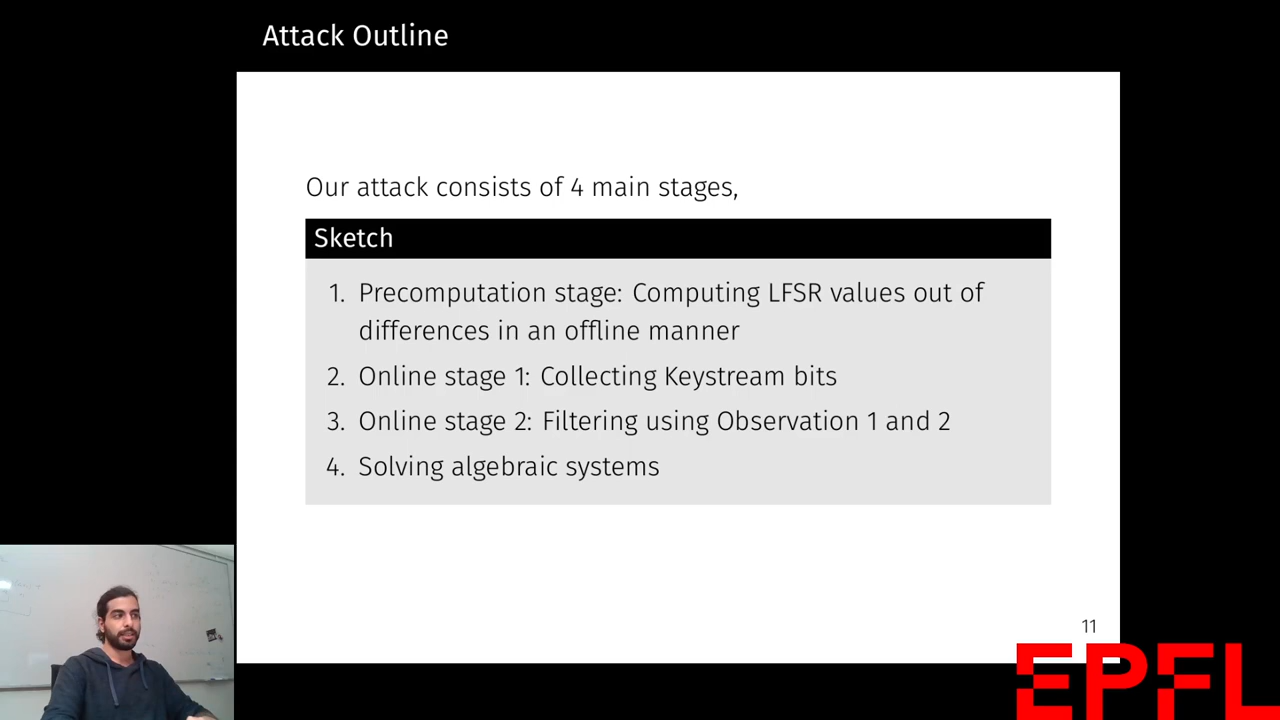 Attack Outline
Our attack consists of 4 main stages,
Sketch
1. Precomputation stage: Computing LFSR values out of
differences in an offline manner
2. Online stage 1: Collecting Keystream bits
3. Online stage 2: Filtering using Observation 1 and 2
4. Solving algebraic systems
11
EPFL